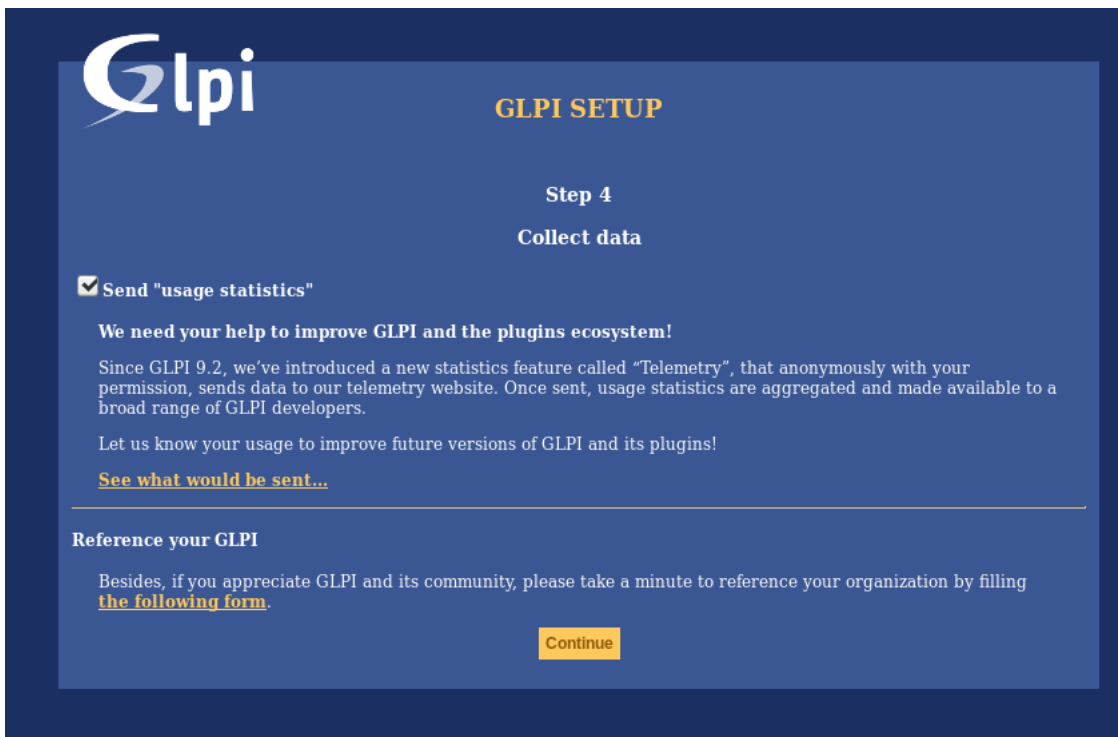 Glpi
GLPI SETUP
Step 4
Collect data
Send "usage statistics"
We need your help to improve GLPI and the plugins ecosystem!
Since GLPI 9.2, we’ve introduced a new statistics feature called “Telemetry”, that anonymously with your
permission, sends data to our telemetry website. Once sent, usage statistics are aggregated and made available to a
broad range of GLPI developers.
Let us know your usage to improve future versions of GLPI and its plugins!
See what would be sent...
Reference your GLPI
Besides, if you appreciate GLPI and its community, please take a minute to reference your organization by filling
the following form.
Continue